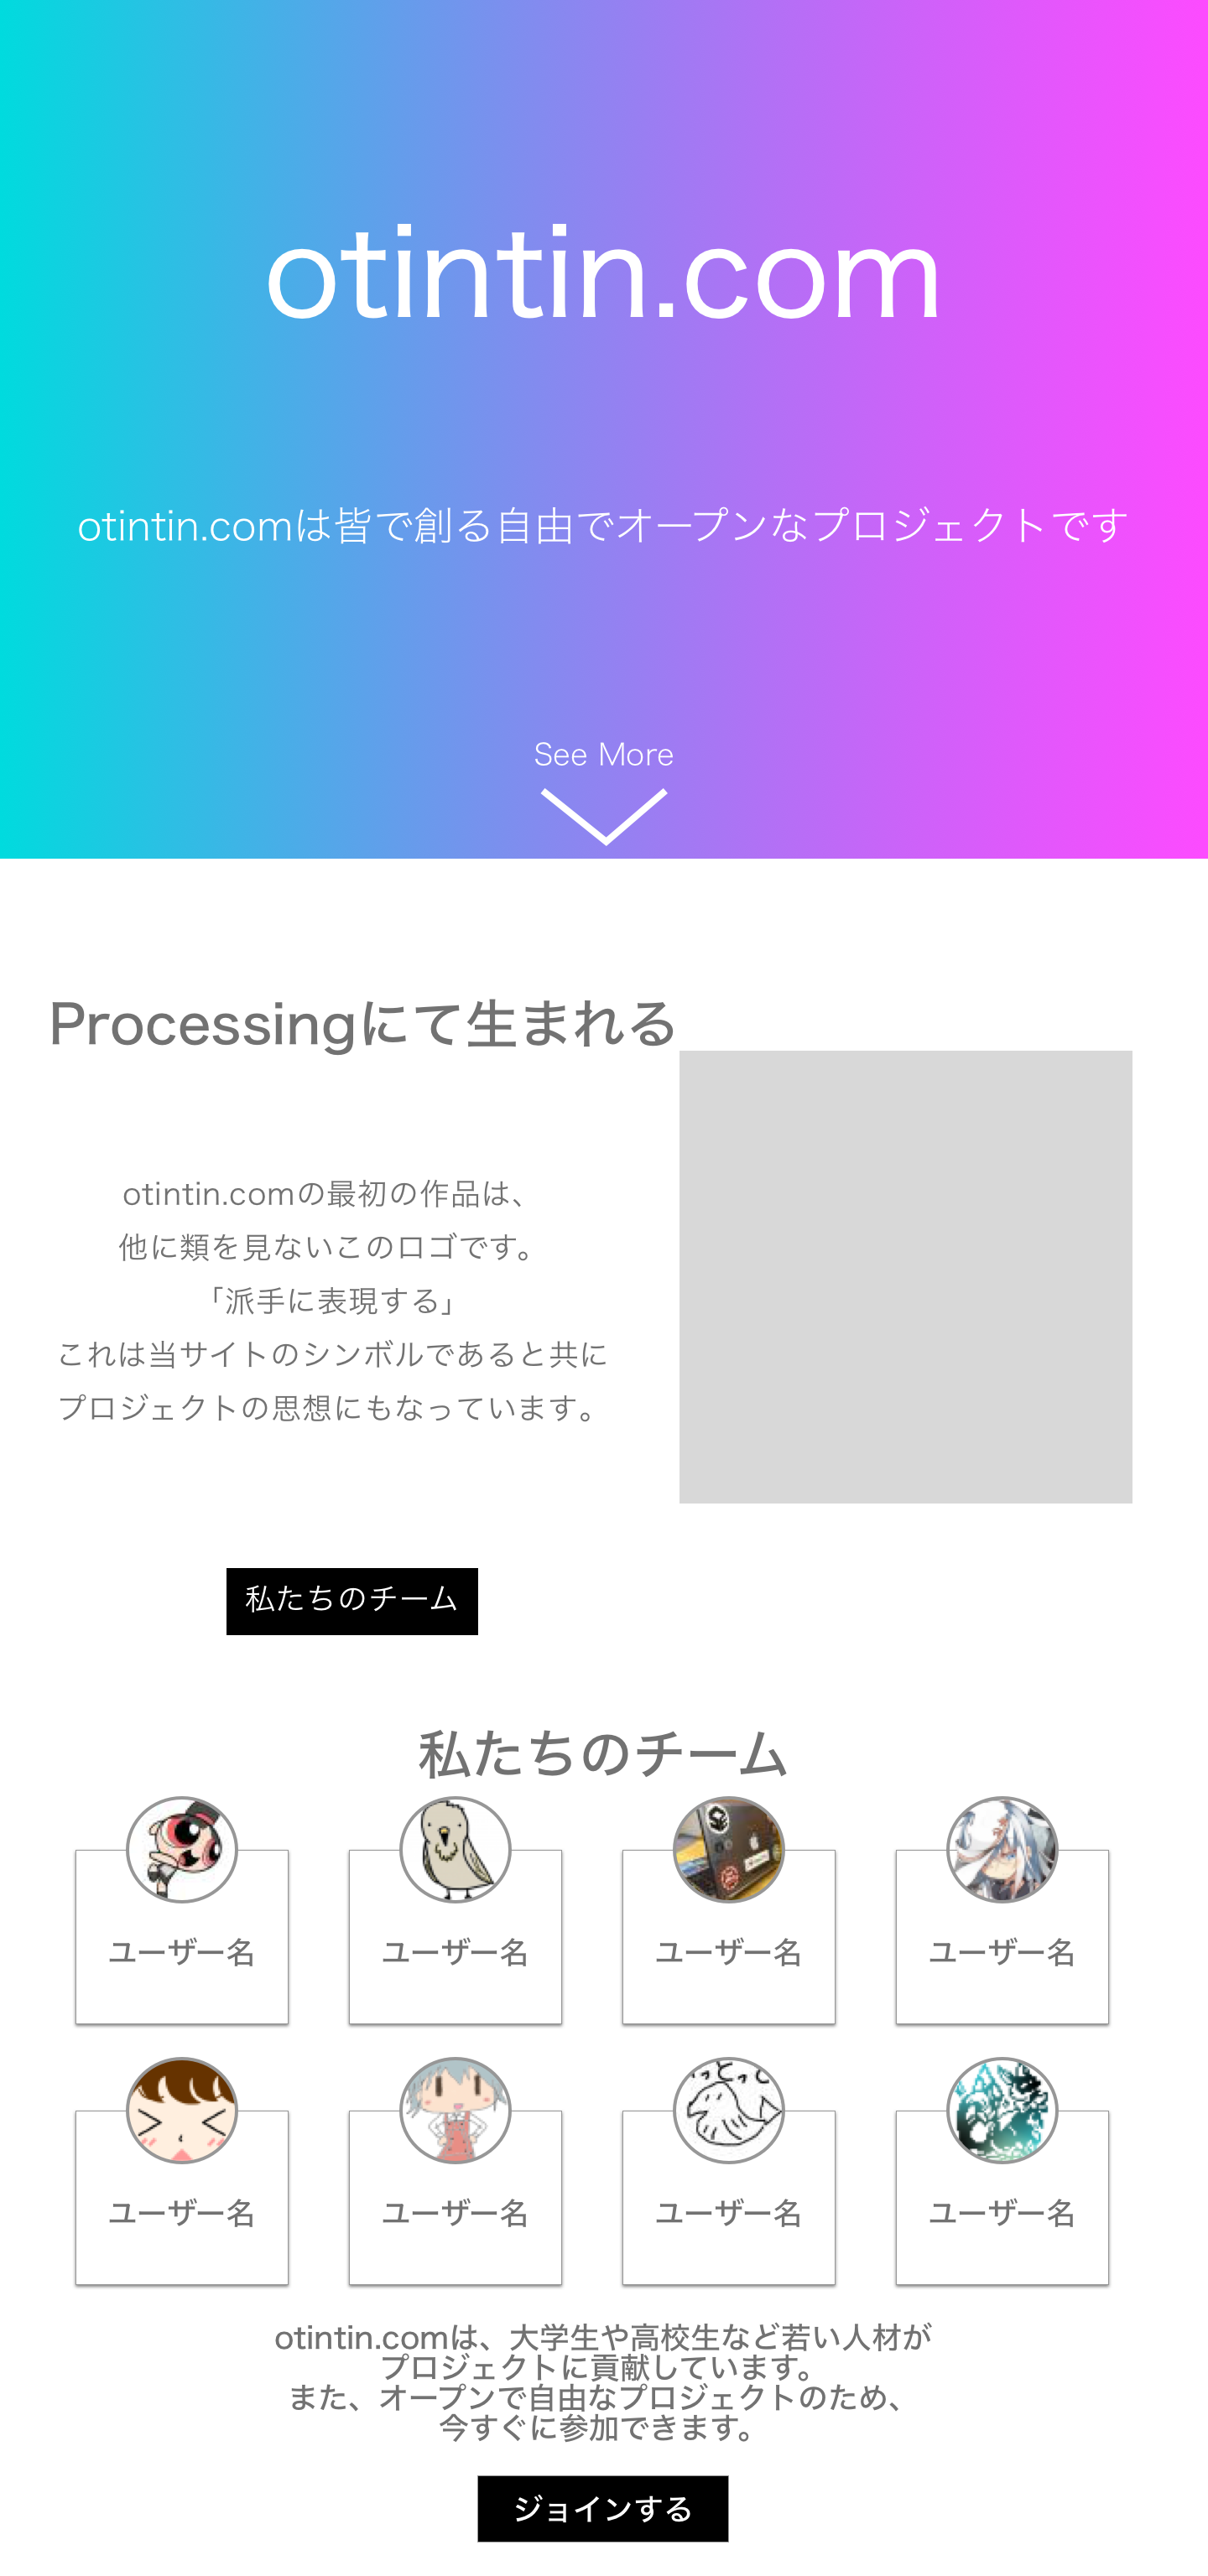 otintin.com
otintin.comは皆で創る自由でオープンなプロジェクトです
See More
Processingにて生まれる
otintin.comの最初の作品は、
他に類を見ないこのロゴです。
「派手に表現する」
これは当サイトのシンボルであると共に
プロジェクトの思想にもなっています。
私たちのチーム
私たちのチーム
ユーザー名
ユーザー名
ユーザー名
ユーザー名
ユーザー名
ユーザー名
ユーザー名
ユーザー名
otintin.comは、大学生や高校生など若い人材が
プロジェクトに貢献しています。
また、オープンで自由なプロジェクトのため、
今すぐに参加できます。
ジョインする